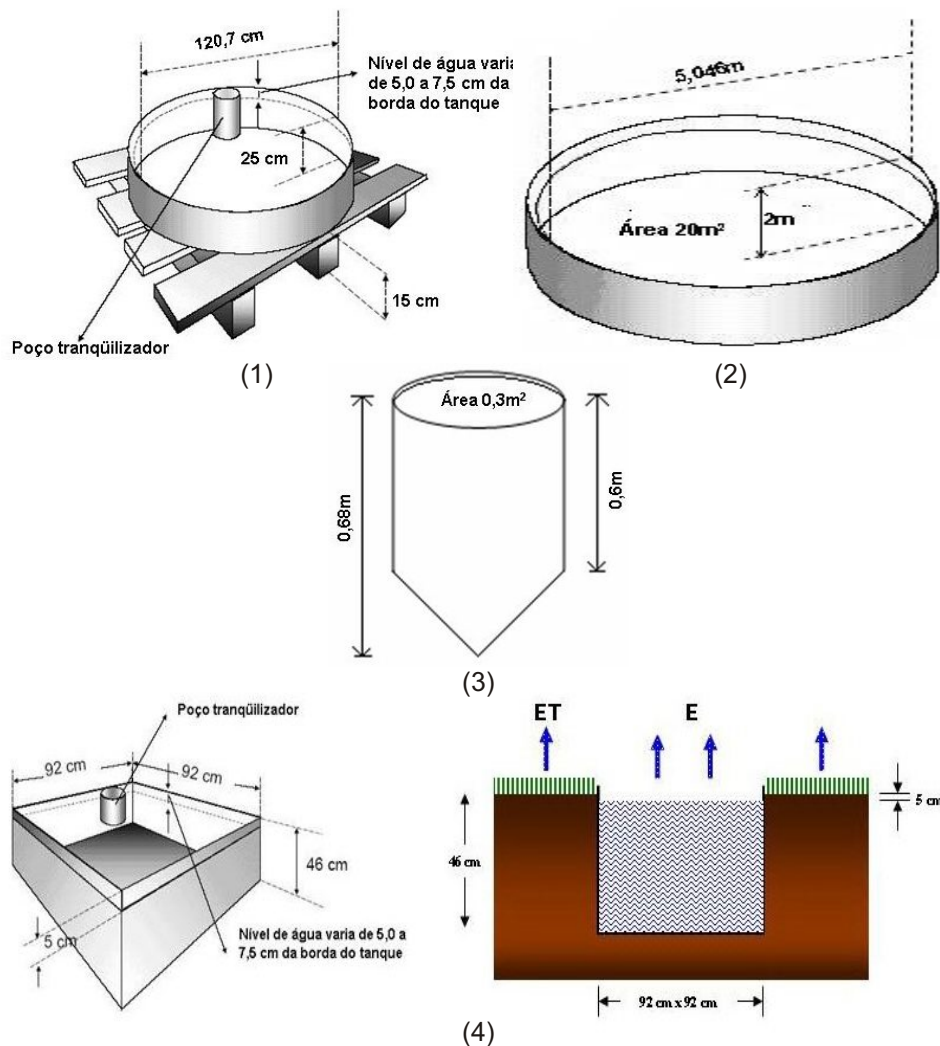 120,7 cm
Nível de água varia
de 5,0 a 7,5 cm da
borda do tanque
25 cm
15 cm
Poço tranqüilizador
(1)
5,046m
2m
Área 20m²
(2)
Área 0,3m²
0,68m
0,6m
(3)
Poço tranqüilizador
92 cm
92 cm
46 cm
5 cm
Nível de água varia de 5,0 a
7,5 cm da borda do tanque
ET
E
5 cm
46 cm
92 cm x 92 cm
(4)